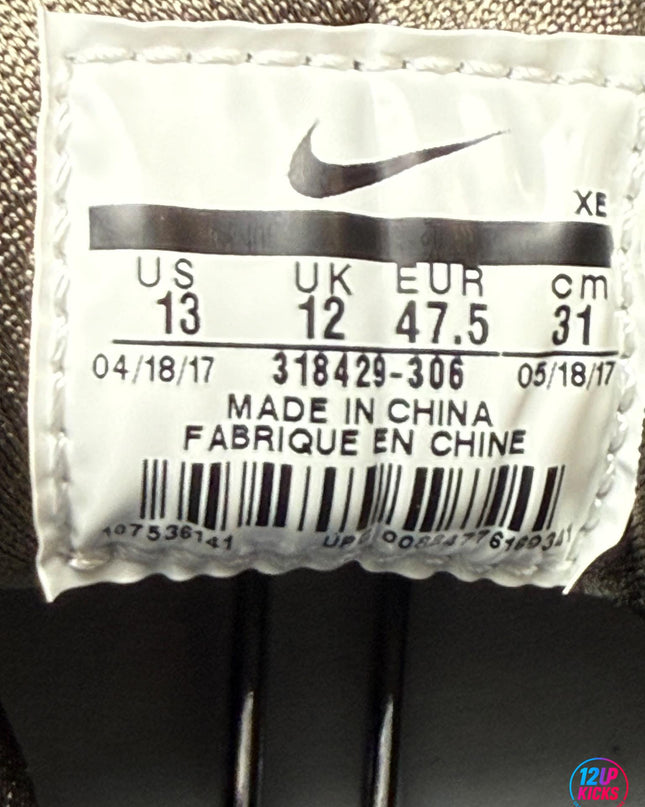 XE
US UK EUR cm
13 12 47.5 31
04/18/17 318429-306 05/18/17
MADE IN CHINA
FABRIQUE EN CHINE
UPC
12UP
KICKS